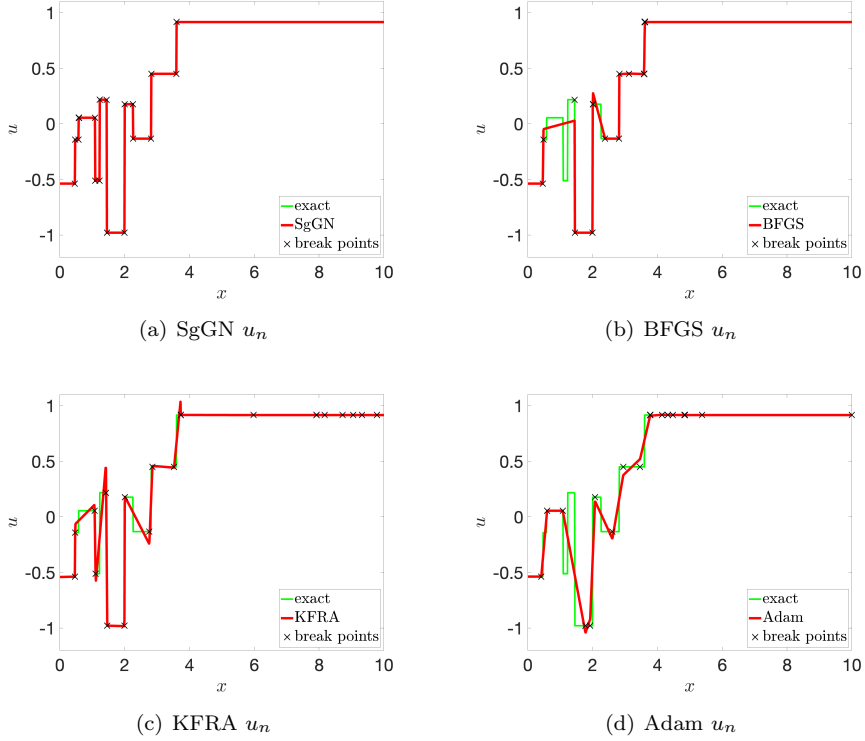 1
0.5
0
-0.5
-1
u
0 2 4 6 8 10
x
exact
SgGN
break points
(a) SgGN u_n
1
0.5
0
-0.5
-1
u
0 2 4 6 8 10
x
exact
BFGS
break points
(b) BFGS u_n
1
0.5
0
-0.5
-1
u
0 2 4 6 8 10
x
exact
KFRA
break points
(c) KFRA u_n
1
0.5
0
-0.5
-1
u
0 2 4 6 8 10
x
exact
Adam
break points
(d) Adam u_n